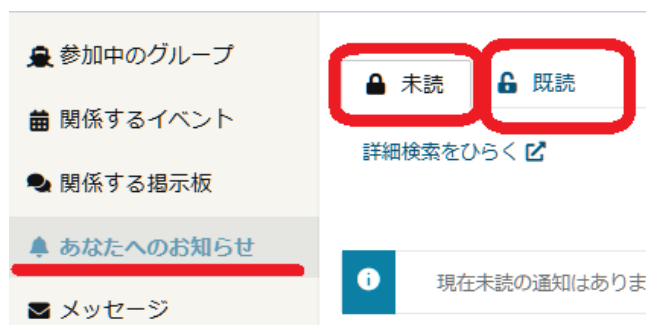 参加中のグループ
関係するイベント
関係する掲示板
あなたへのお知らせ
メッセージ
未読
既読
詳細検索をひらく
現在未読の通知はありま